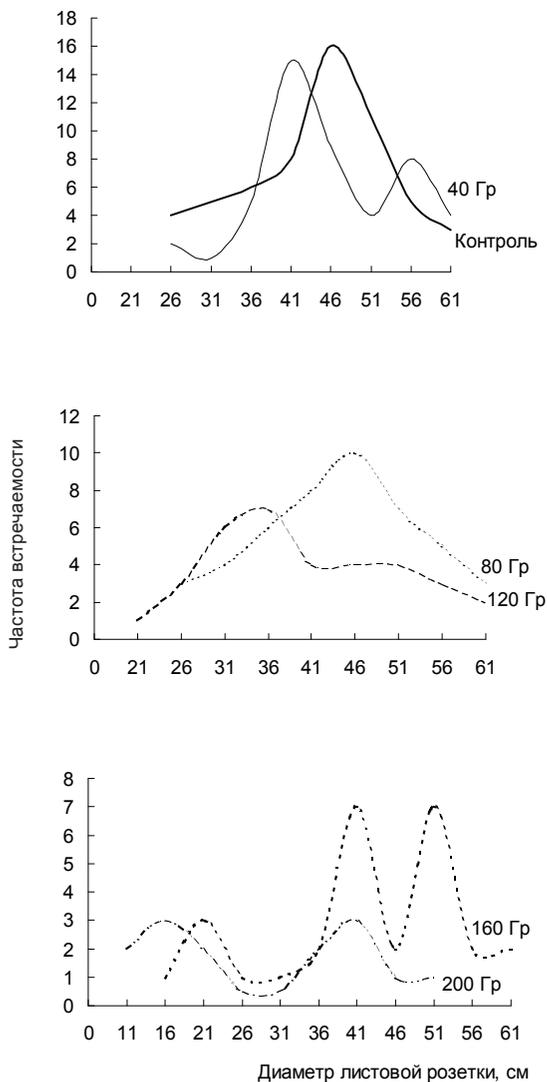 18
16
14
12
10
8
6
4
2
0
40 Гр
Контроль
0 21 26 31 36 41 46 51 56 61
Частота встречаемости
12
10
8
6
4
2
0
80 Гр
120 Гр
0 21 26 31 36 41 46 51 56 61
8
7
6
5
4
3
2
1
0
160 Гр
200 Гр
0 11 16 21 26 31 36 41 46 51 56 61
Диаметр листовой розетки, см